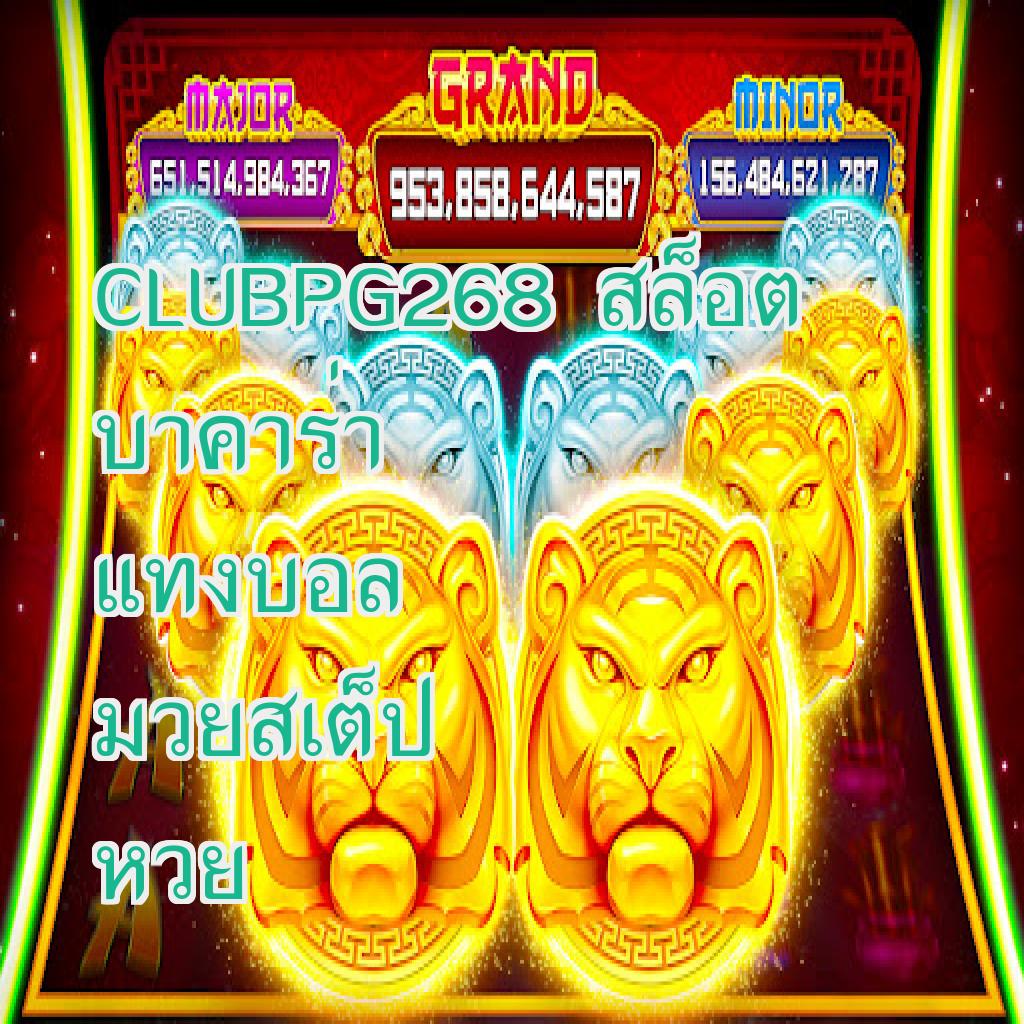 GRAND
MAJOR
MINOR
651,514,984,367
953,858,644,587
156,484,621,287
CLUBPG268 สล็อต
บาคาร่า
แทงบอล
มวยสเต็ป
หวย